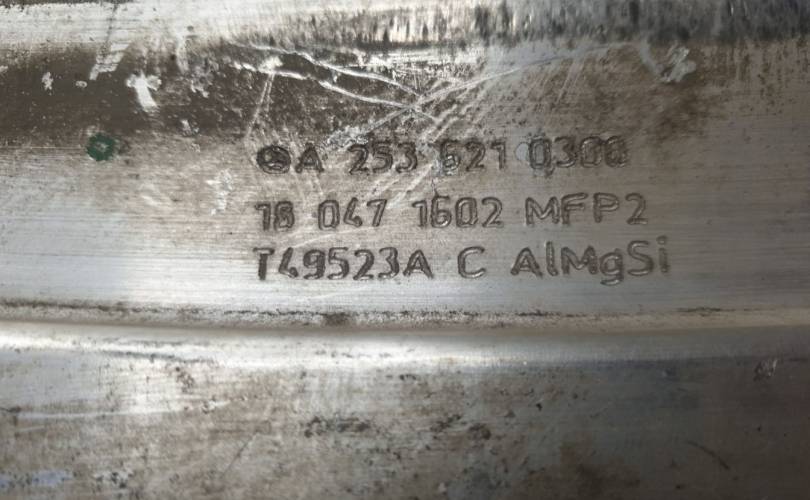 A 253 621 0300
18 047 1602 MFP2
T49523A C AlMgSi